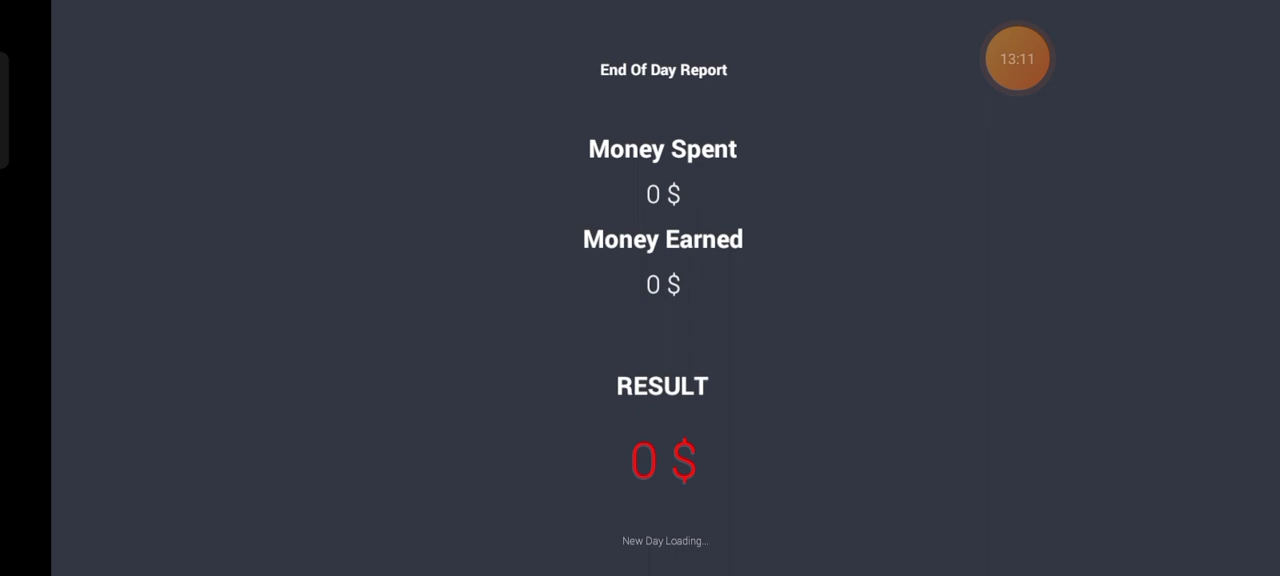 End Of Day Report
13:11
Money Spent
0 $
Money Earned
0 $
RESULT
0 $
New Day Loading...